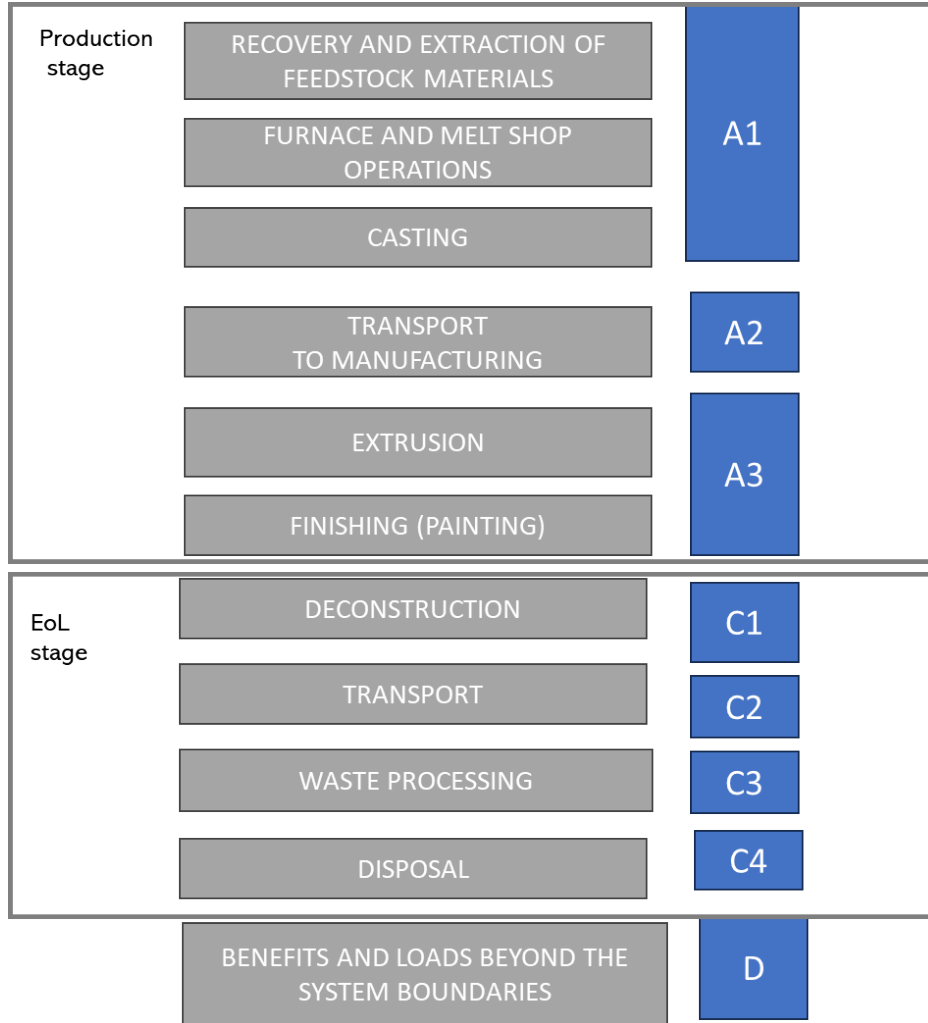 Production
stage
RECOVERY AND EXTRACTION OF
FEEDSTOCK MATERIALS
A1
FURNACE AND MELT SHOP
OPERATIONS
CASTING
TRANSPORT
TO MANUFACTURING
A2
EXTRUSION
A3
FINISHING (PAINTING)
EoL
stage
DECONSTRUCTION
C1
TRANSPORT
C2
WASTE PROCESSING
C3
DISPOSAL
C4
BENEFITS AND LOADS BEYOND THE
SYSTEM BOUNDARIES
D